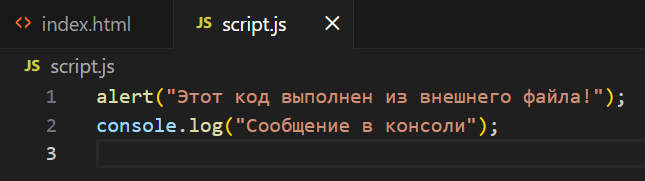 <> index.html JS script.js ×
JS script.js
1 alert("Этот код выполнен из внешнего файла!");
2 console.log("Сообщение в консоли");
3